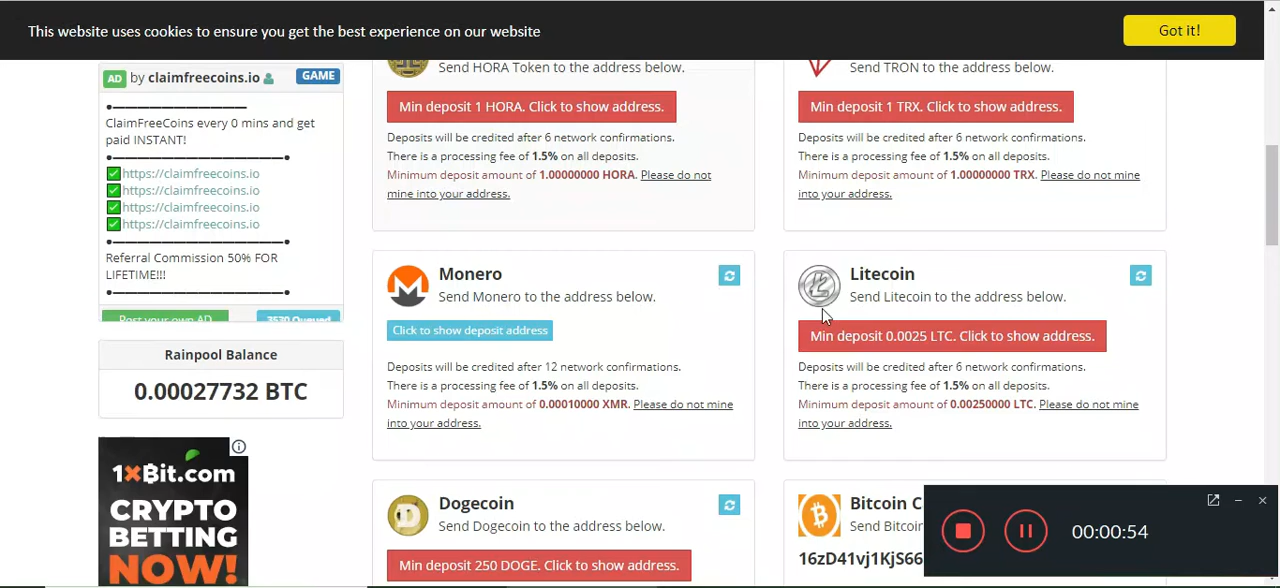 This website uses cookies to ensure you get the best experience on our website
Got it!
AD by claimfreecoins.io GAME
•━━━━━━━━━━━━━
ClaimFreeCoins every 0 mins and get
paid INSTANT!
•━━━━━━━━━━━━━━━━•
✅https://claimfreecoins.io
✅https://claimfreecoins.io
✅https://claimfreecoins.io
✅https://claimfreecoins.io
•━━━━━━━━━━━━━━━━•
Referral Commission 50% FOR
LIFETIME!!!
•━━━━━━━━━━━━━━━━•
Post your own AD
3530 Queued
Rainpool Balance
0.00027732 BTC
1XBit.com
CRYPTO
BETTING
NOW!
Send HORA Token to the address below.
Min deposit 1 HORA. Click to show address.
Deposits will be credited after 6 network confirmations.
There is a processing fee of 1.5% on all deposits.
Minimum deposit amount of 1.00000000 HORA. Please do not
mine into your address.
Send TRON to the address below.
Min deposit 1 TRX. Click to show address.
Deposits will be credited after 6 network confirmations.
There is a processing fee of 1.5% on all deposits.
Minimum deposit amount of 1.00000000 TRX. Please do not
mine into your address.
Monero
Send Monero to the address below.
Click to show deposit address
Deposits will be credited after 12 network confirmations.
There is a processing fee of 1.5% on all deposits.
Minimum deposit amount of 0.00010000 XMR. Please do not mine
into your address.
Litecoin
Send Litecoin to the address below.
Min deposit 0.0025 LTC. Click to show address.
Deposits will be credited after 6 network confirmations.
There is a processing fee of 1.5% on all deposits.
Minimum deposit amount of 0.00250000 LTC. Please do not mine
into your address.
Dogecoin
Send Dogecoin to the address below.
Min deposit 250 DOGE. Click to show address.
Bitcoin C
Send Bitcoin
16zD41vj1KjS66
00:00:54